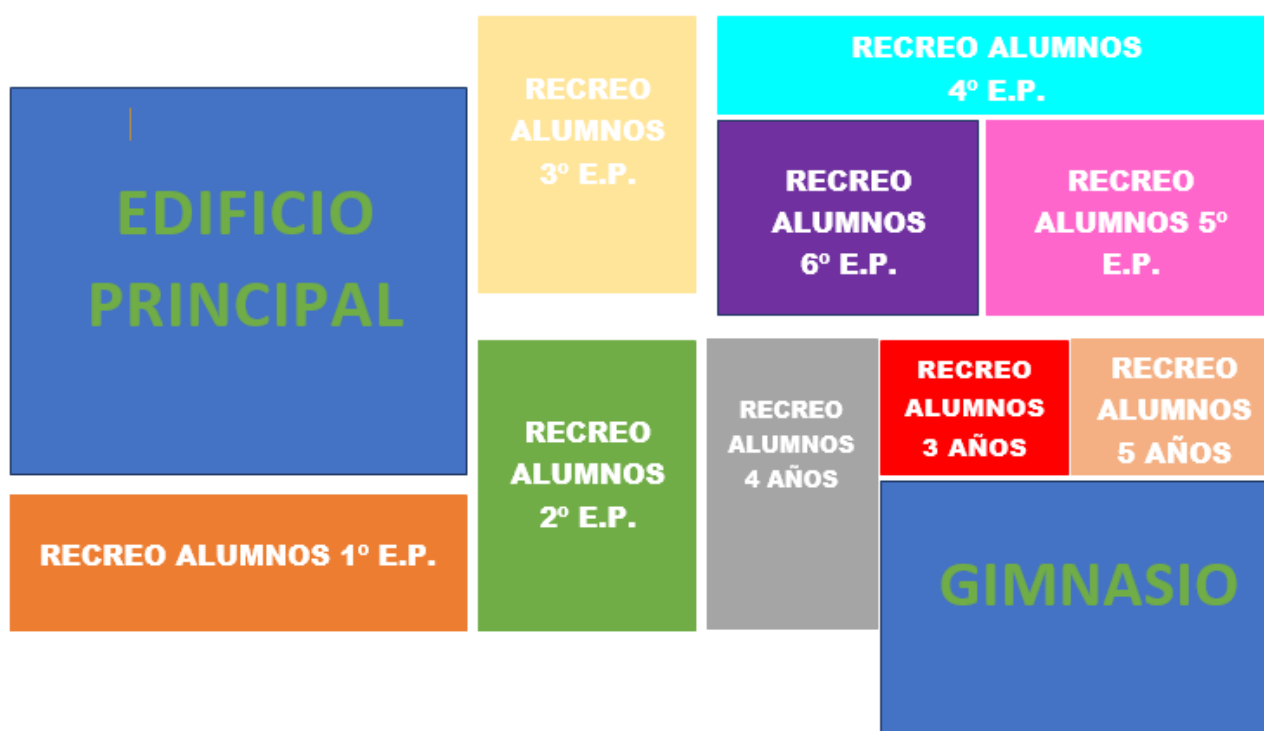 EDIFICIO
PRINCIPAL
RECREO
ALUMNOS
3º E.P.
RECREO ALUMNOS
4º E.P.
RECREO
ALUMNOS
6º E.P.
RECREO
ALUMNOS 5º
E.P.
RECREO ALUMNOS 1º E.P.
RECREO
ALUMNOS
2º E.P.
RECREO
ALUMNOS
4 AÑOS
RECREO
ALUMNOS
3 AÑOS
RECREO
ALUMNOS
5 AÑOS
GIMNASIO